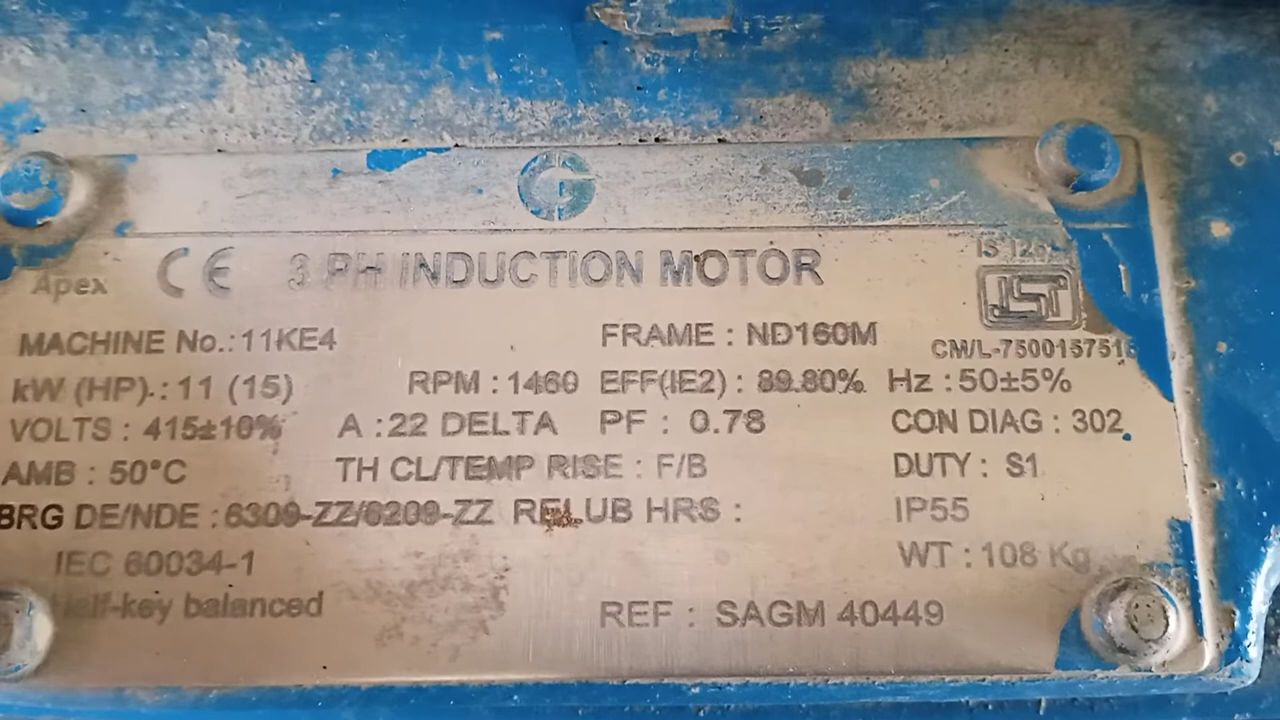 Apex CE 3 PH INDUCTION MOTOR
ISI
MACHINE No.:11KE4 FRAME : ND160M
kW (HP).: 11 (15) RPM : 1460 EFF(IE2) : 89.80% Hz : 50±5%
VOLTS : 415±10% A :22 DELTA PF : 0.78 CON DIAG : 302
AMB : 50°C TH CL/TEMP RISE : F/B DUTY : S1
BRG DE/NDE : 6309-ZZ/6209-ZZ RELUB HRS : IP55
IEC 60034-1 WT : 108 Kg
Half-key balanced REF : SAGM 40449